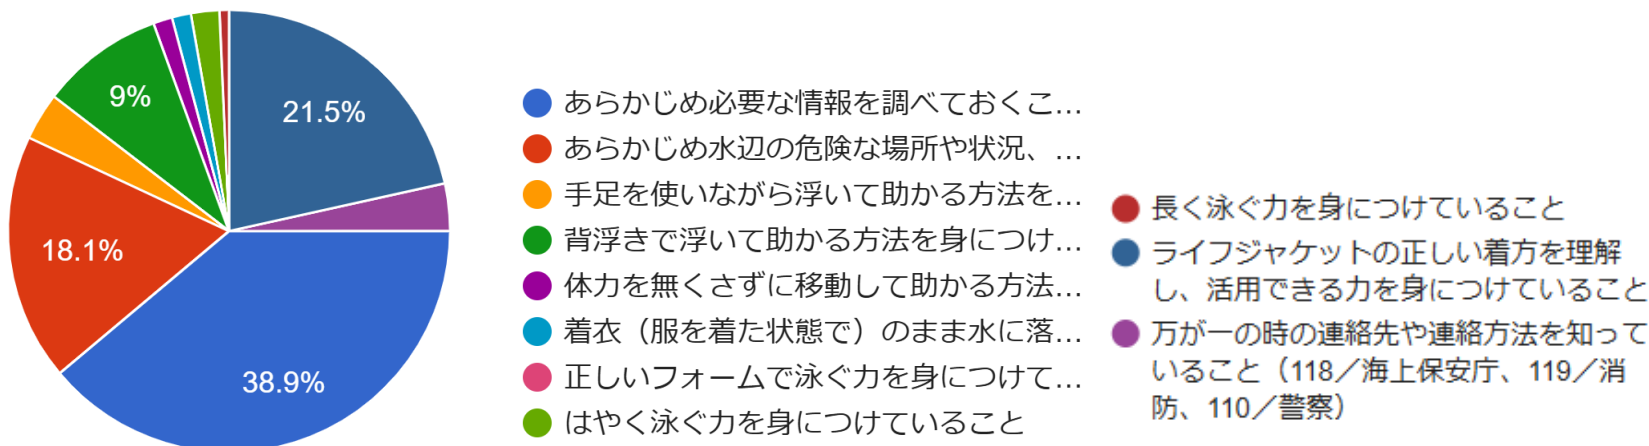 9%
21.5%
18.1%
38.9%
あらかじめ必要な情報を調べておくこ…
あらかじめ水辺の危険な場所や状況、…
手足を使いながら浮いて助かる方法を…
背浮きで浮いて助かる方法を身につけ…
体力を無くさずに移動して助かる方法…
着衣（服を着た状態で）のまま水に落…
正しいフォームで泳ぐ力を身につけて…
はやく泳ぐ力を身につけていること
長く泳ぐ力を身につけていること
ライフジャケットの正しい着方を理解
し、活用できる力を身につけていること
万が一の時の連絡先や連絡方法を知って
いること（118／海上保安庁、119／消
防、110／警察）